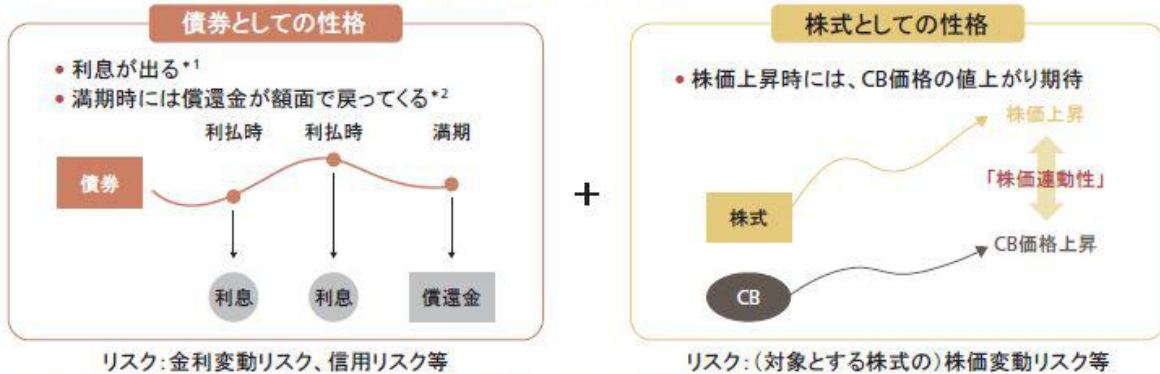 債券としての性格
• 利息が出る*1
• 満期時には償還金が額面で戻ってくる*2
利払時 利払時 満期
債券
利息 利息 償還金
リスク：金利変動リスク、信用リスク等
+
株式としての性格
• 株価上昇時には、CB価格の値上がり期待
株価上昇
「株価連動性」
株式
CB価格上昇
CB
リスク：（対象とする株式の）株価変動リスク等